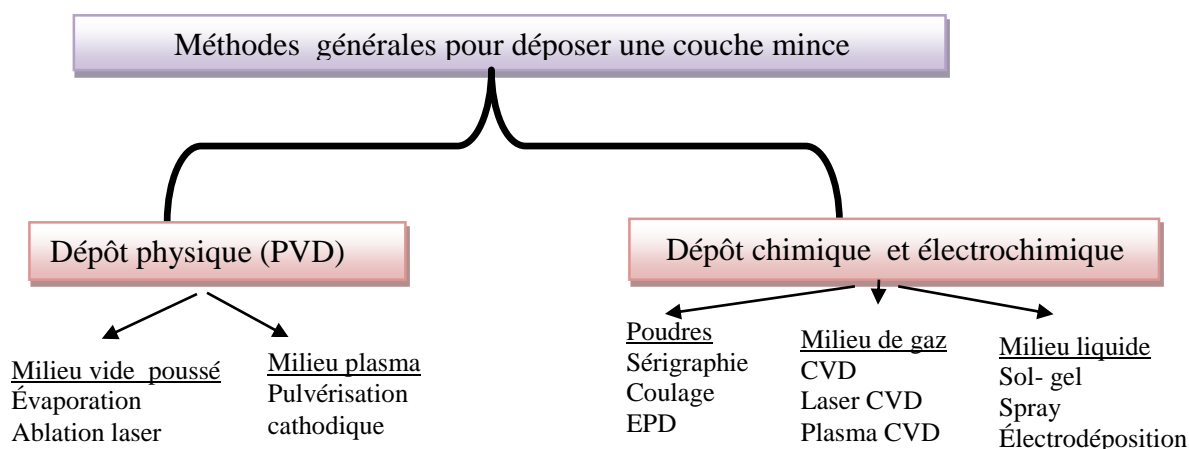 Méthodes générales pour déposer une couche mince
Dépôt physique (PVD)
Dépôt chimique et électrochimique
Milieu vide poussé
Évaporation
Ablation laser
Milieu plasma
Pulvérisation
cathodique
Poudres
Sérigraphie
Coulage
EPD
Milieu de gaz
CVD
Laser CVD
Plasma CVD
Milieu liquide
Sol- gel
Spray
Électrodéposition